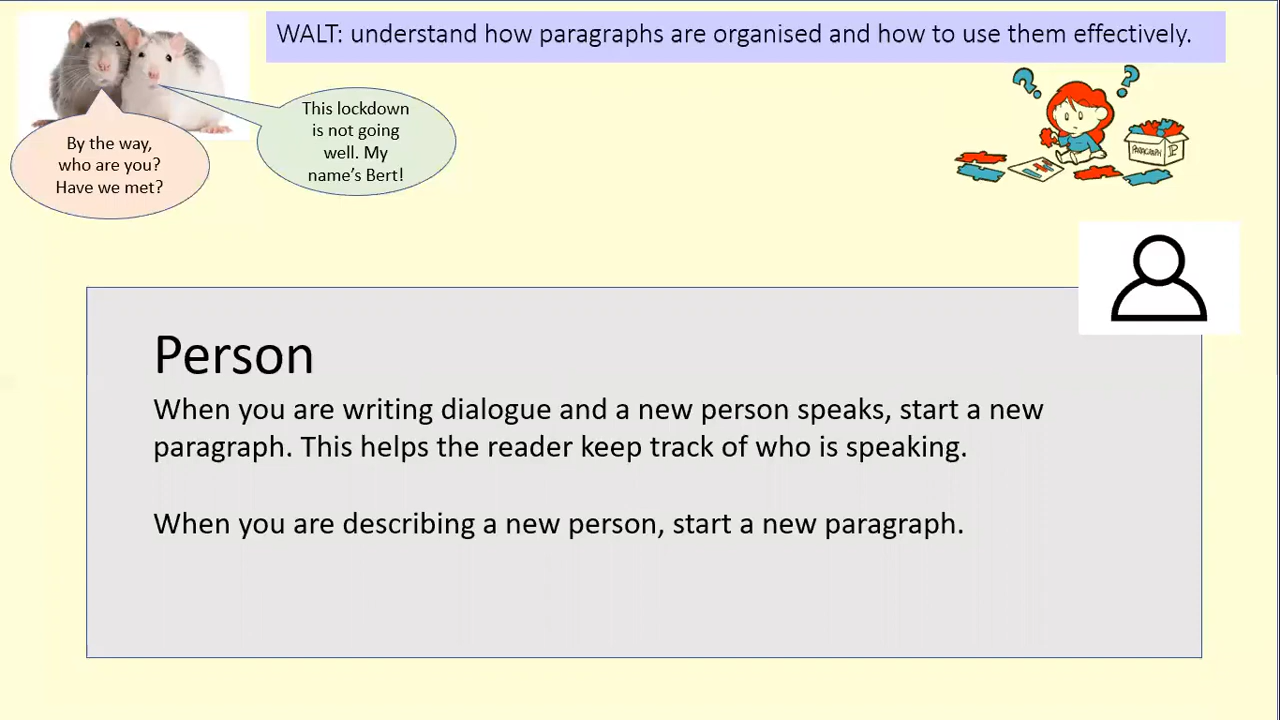 WALT: understand how paragraphs are organised and how to use them effectively.
By the way,
who are you?
Have we met?
This lockdown
is not going
well. My
name's Bert!
PARAGRAPH
Person
When you are writing dialogue and a new person speaks, start a new
paragraph. This helps the reader keep track of who is speaking.
When you are describing a new person, start a new paragraph.